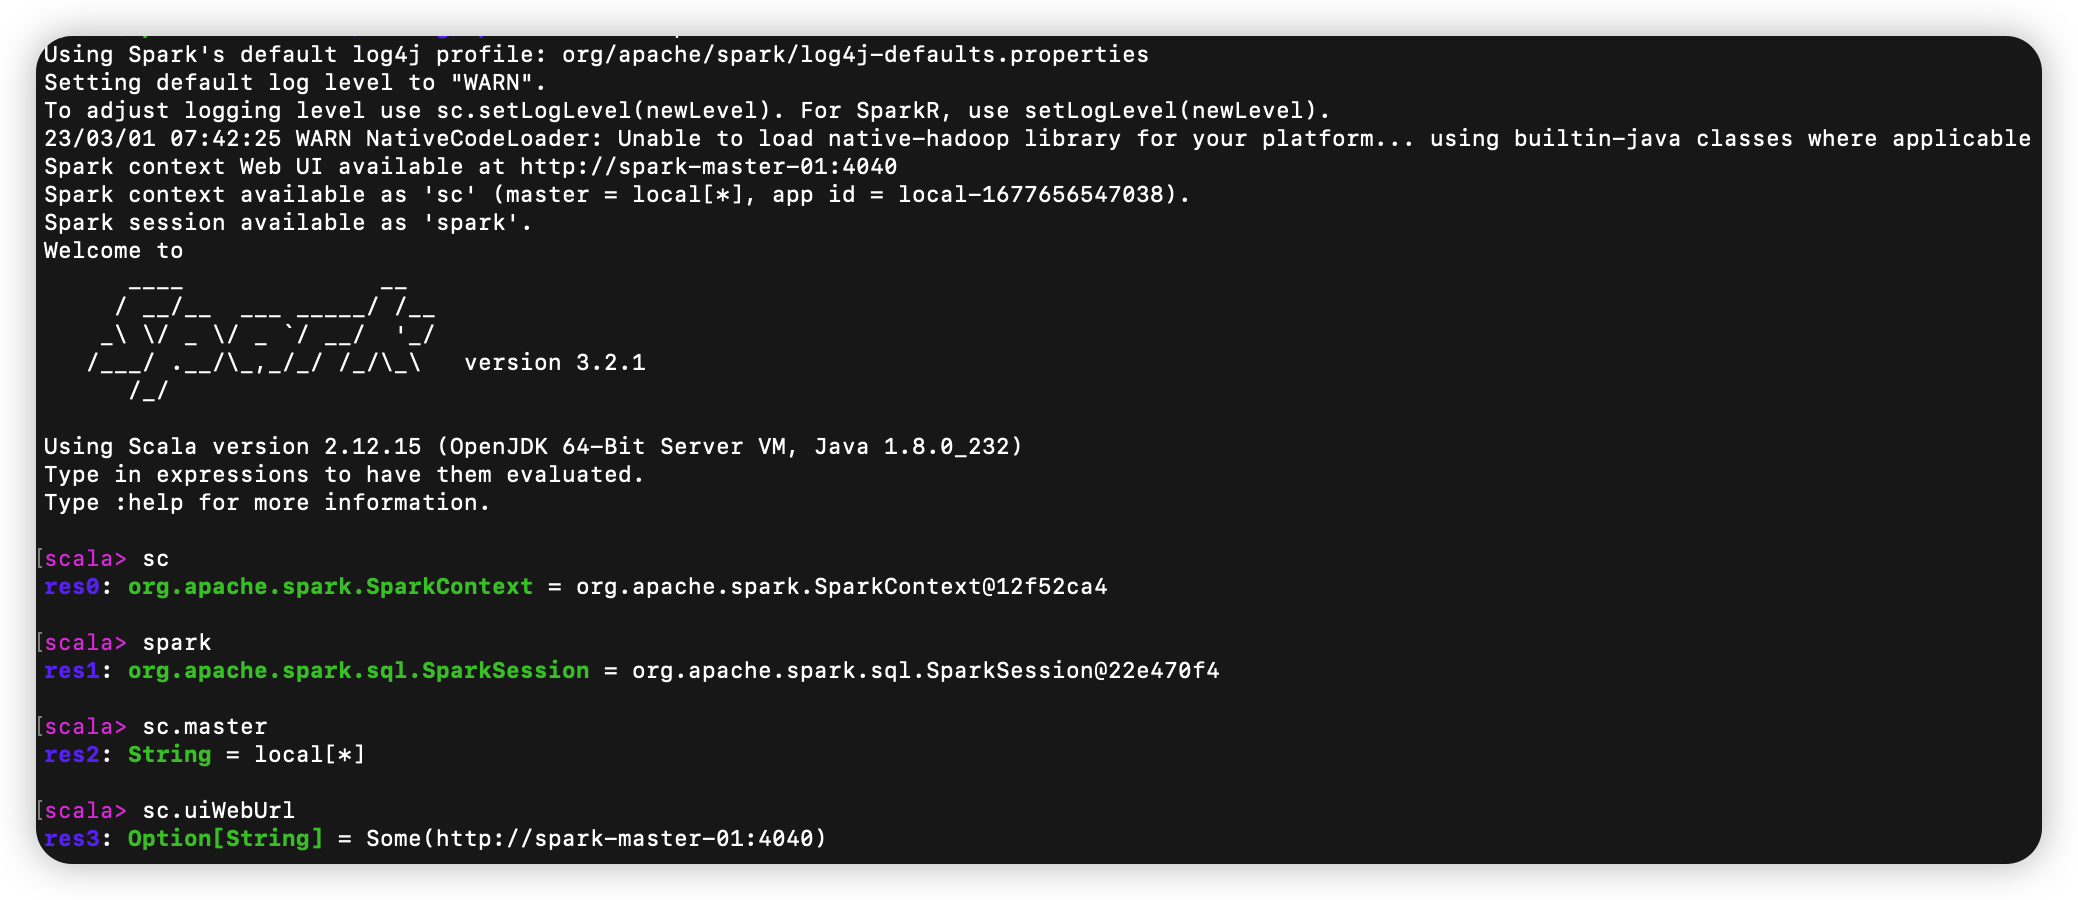 Using Spark's default log4j profile: org/apache/spark/log4j-defaults.properties
Setting default log level to "WARN".
To adjust logging level use sc.setLogLevel(newLevel). For SparkR, use setLogLevel(newLevel).
23/03/01 07:42:25 WARN NativeCodeLoader: Unable to load native-hadoop library for your platform... using builtin-java classes where applicable
Spark context Web UI available at http://spark-master-01:4040
Spark context available as 'sc' (master = local[*], app id = local-1677656547038).
Spark session available as 'spark'.
Welcome to
      ____              __
     / __/__  ___ _____/ /__
    _\ \/ _ \/ _ `/ __/  '_/
   /___/ .__/\_,_/_/ /_/\_\   version 3.2.1
      /_/
Using Scala version 2.12.15 (OpenJDK 64-Bit Server VM, Java 1.8.0_232)
Type in expressions to have them evaluated.
Type :help for more information.
[scala> sc
res0: org.apache.spark.SparkContext = org.apache.spark.SparkContext@12f52ca4
[scala> spark
res1: org.apache.spark.sql.SparkSession = org.apache.spark.sql.SparkSession@22e470f4
[scala> sc.master
res2: String = local[*]
[scala> sc.uiWebUrl
res3: Option[String] = Some(http://spark-master-01:4040)